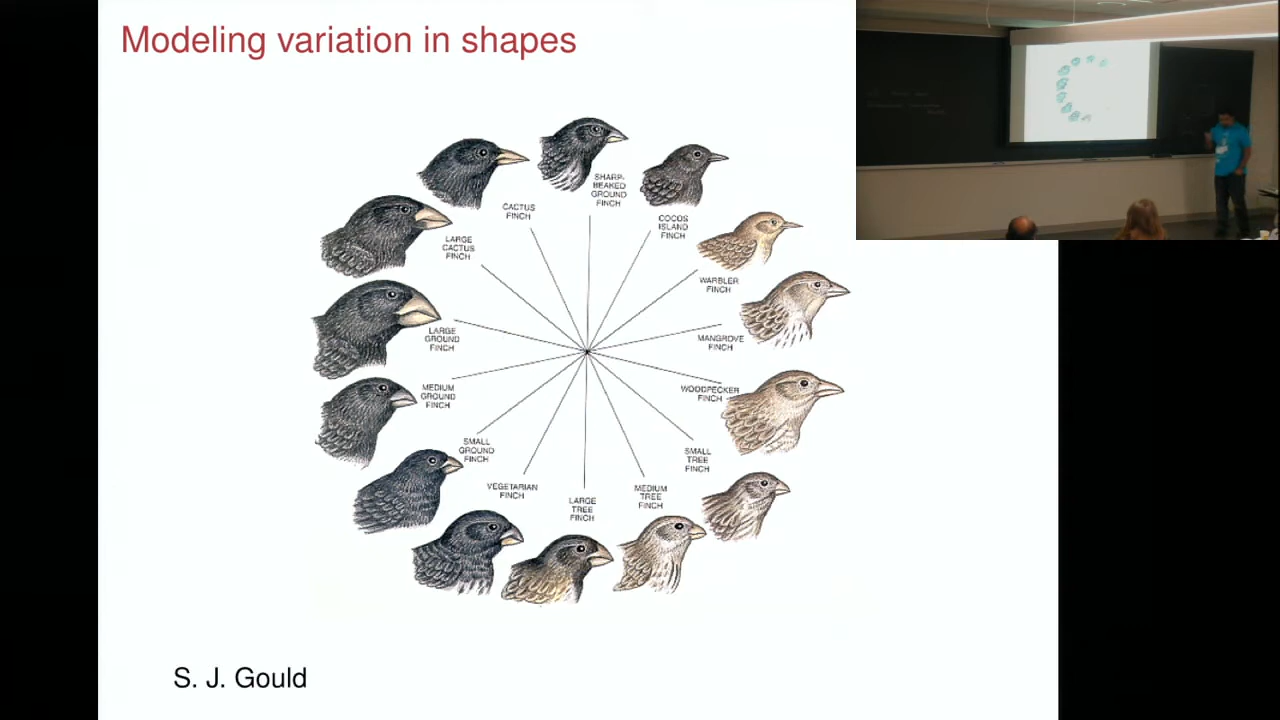 Modeling variation in shapes
CACTUS
FINCH
SHARP-
BEAKED
GROUND
FINCH
COCOS
ISLAND
FINCH
LARGE
CACTUS
FINCH
WARBLER
FINCH
LARGE
GROUND
FINCH
MANGROVE
FINCH
MEDIUM
GROUND
FINCH
WOODPECKER
FINCH
SMALL
GROUND
FINCH
SMALL
TREE
FINCH
VEGETARIAN
FINCH
LARGE
TREE
FINCH
MEDIUM
TREE
FINCH
S. J. Gould